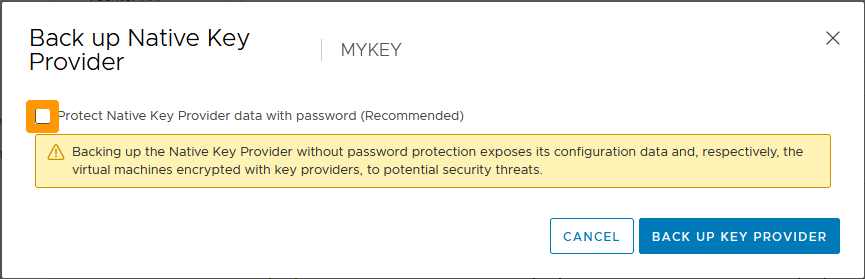 Back up Native Key
Provider
MYKEY
Protect Native Key Provider data with password (Recommended)
Backing up the Native Key Provider without password protection exposes its configuration data and, respectively, the
virtual machines encrypted with key providers, to potential security threats.
CANCEL
BACK UP KEY PROVIDER